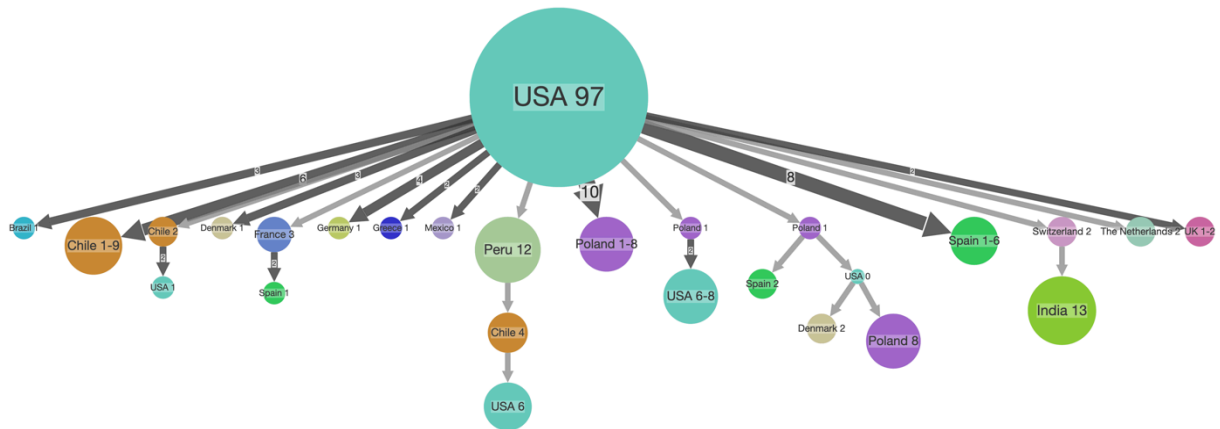 USA 97
3
6
3
4
2
2
10
8
2
Brazil 1
Chile 1-9
Chile 2
Denmark 1
France 3
Germany 1
Greece 1
Mexico 1
Peru 12
Poland 1-8
Poland 1
Poland 1
Spain 1-6
Switzerland 2
The Netherlands 2
UK 1-2
2
2
2
USA 1
Spain 1
USA 6-8
Spain 2
USA 0
India 13
Chile 4
Denmark 2
Poland 8
USA 6